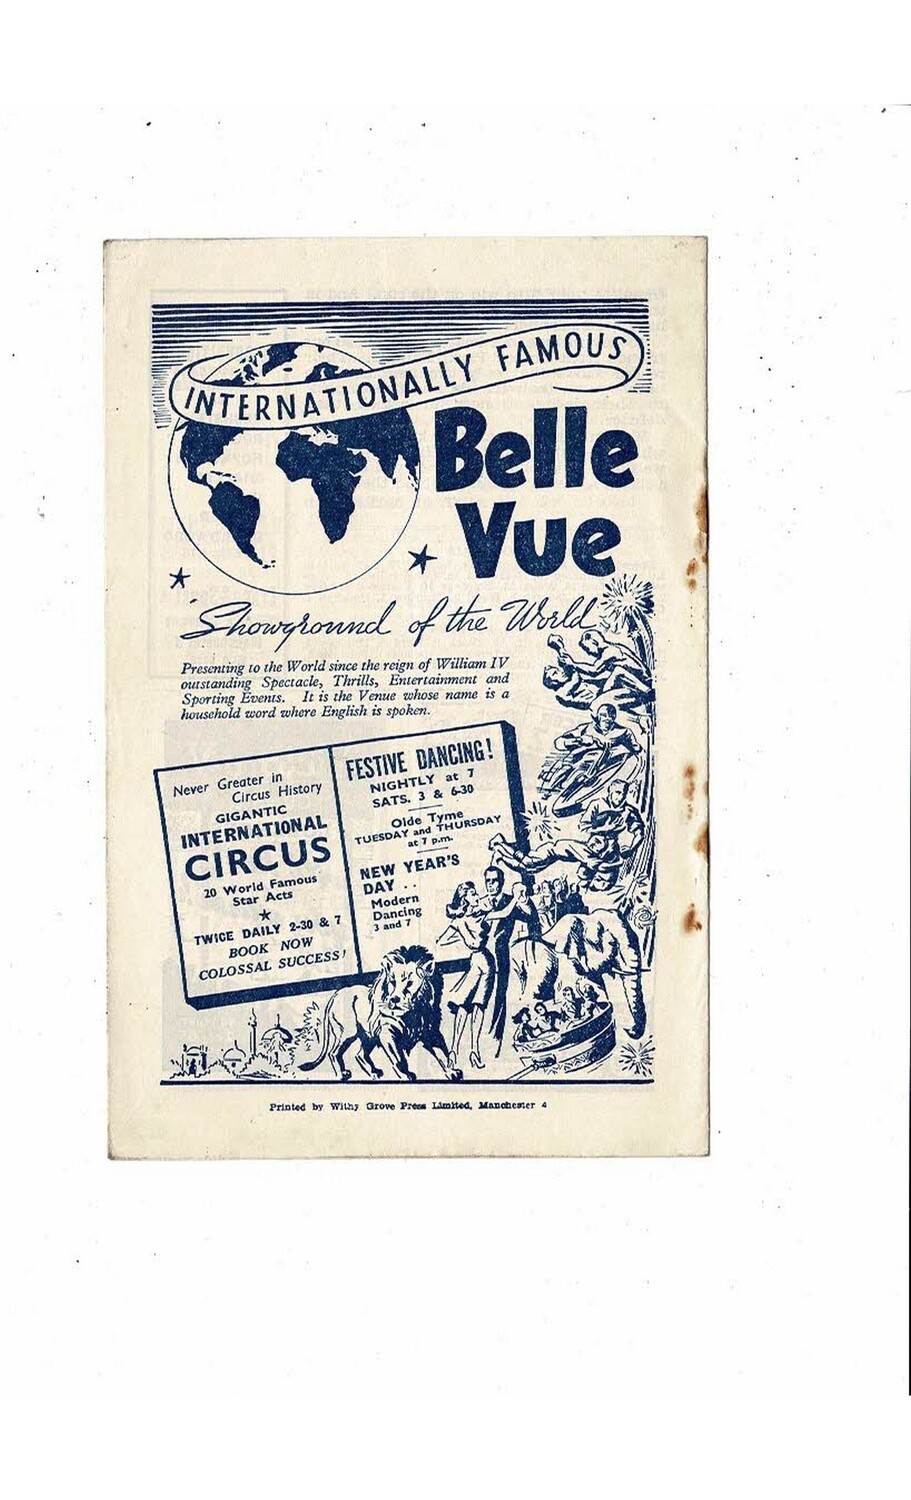 INTERNATIONALLY FAMOUS
Belle
Vue
Showground of the World
Presenting to the World since the reign of William IV
outstanding Spectacle, Thrills, Entertainment and
Sporting Events. It is the Venue whose name is a
household word where English is spoken.
Never Greater in
Circus History
GIGANTIC
INTERNATIONAL
CIRCUS
20 World Famous
Star Acts
TWICE DAILY 2-30 & 7
BOOK NOW
COLOSSAL SUCCESS!
FESTIVE DANCING!
NIGHTLY at 7
SATS. 3 & 6-30
Olde Tyme
TUESDAY and THURSDAY
at 7 p.m.
NEW YEAR'S
DAY ..
Modern
Dancing
3 and 7
Printed by Withy Grove Press Limited, Manchester 4